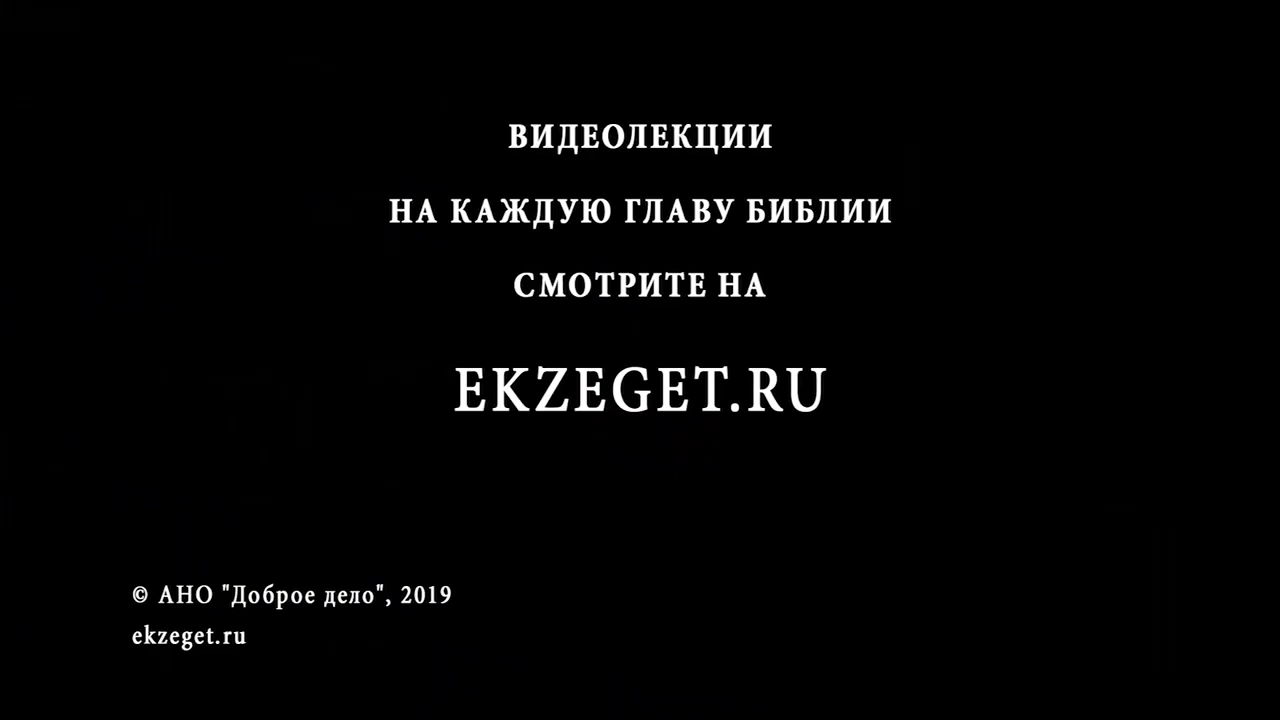 ВИДЕОЛЕКЦИИ
НА КАЖДУЮ ГЛАВУ БИБЛИИ
СМОТРИТЕ НА
EKZEGET.RU
© АНО "Доброе дело", 2019
ekzeget.ru